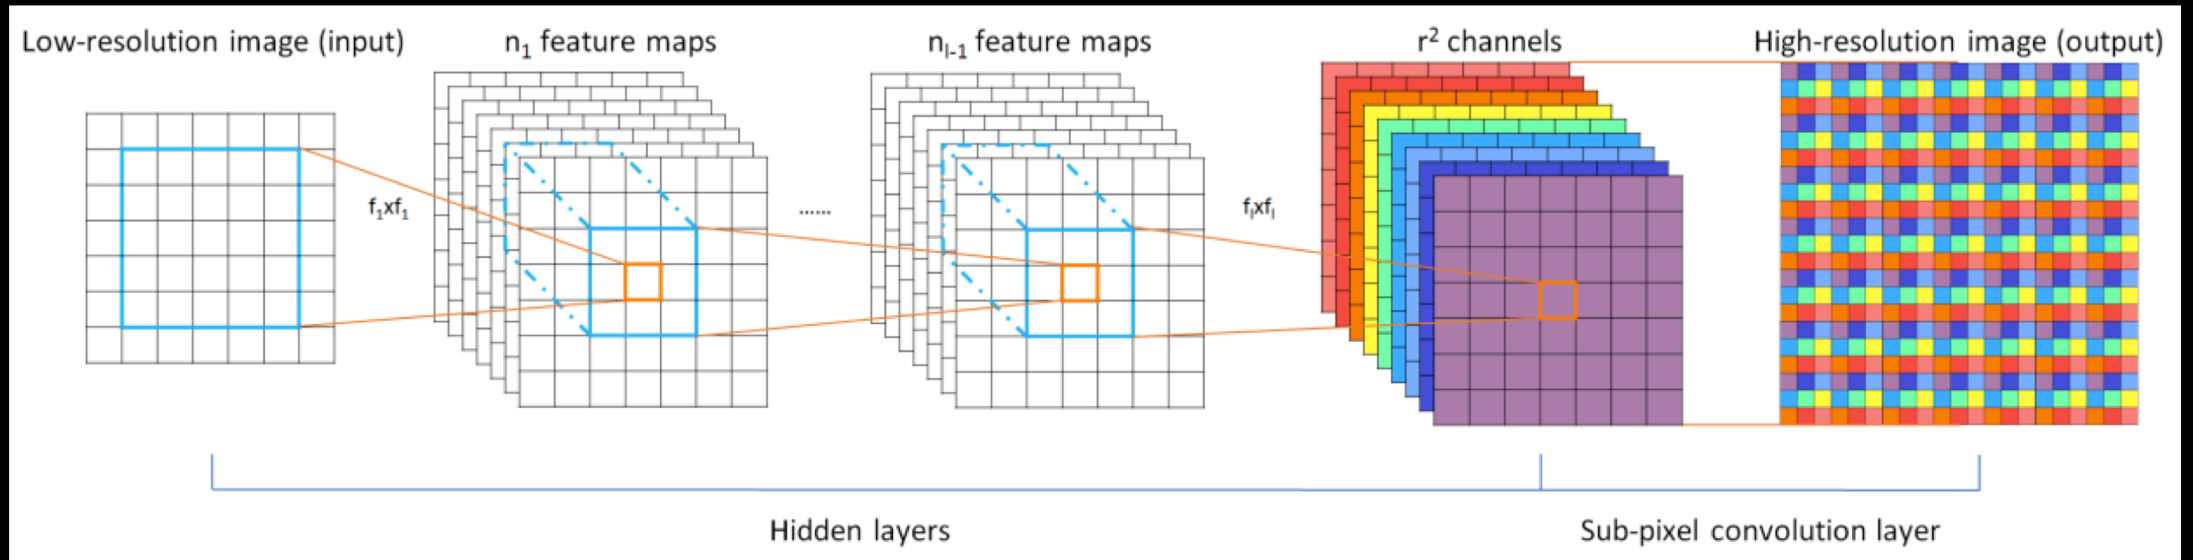 Low-resolution image (input)
n₁ feature maps
nₗ₋₁ feature maps
r² channels
High-resolution image (output)
f₁xf₁
......
fₗxfₗ
Hidden layers
Sub-pixel convolution layer